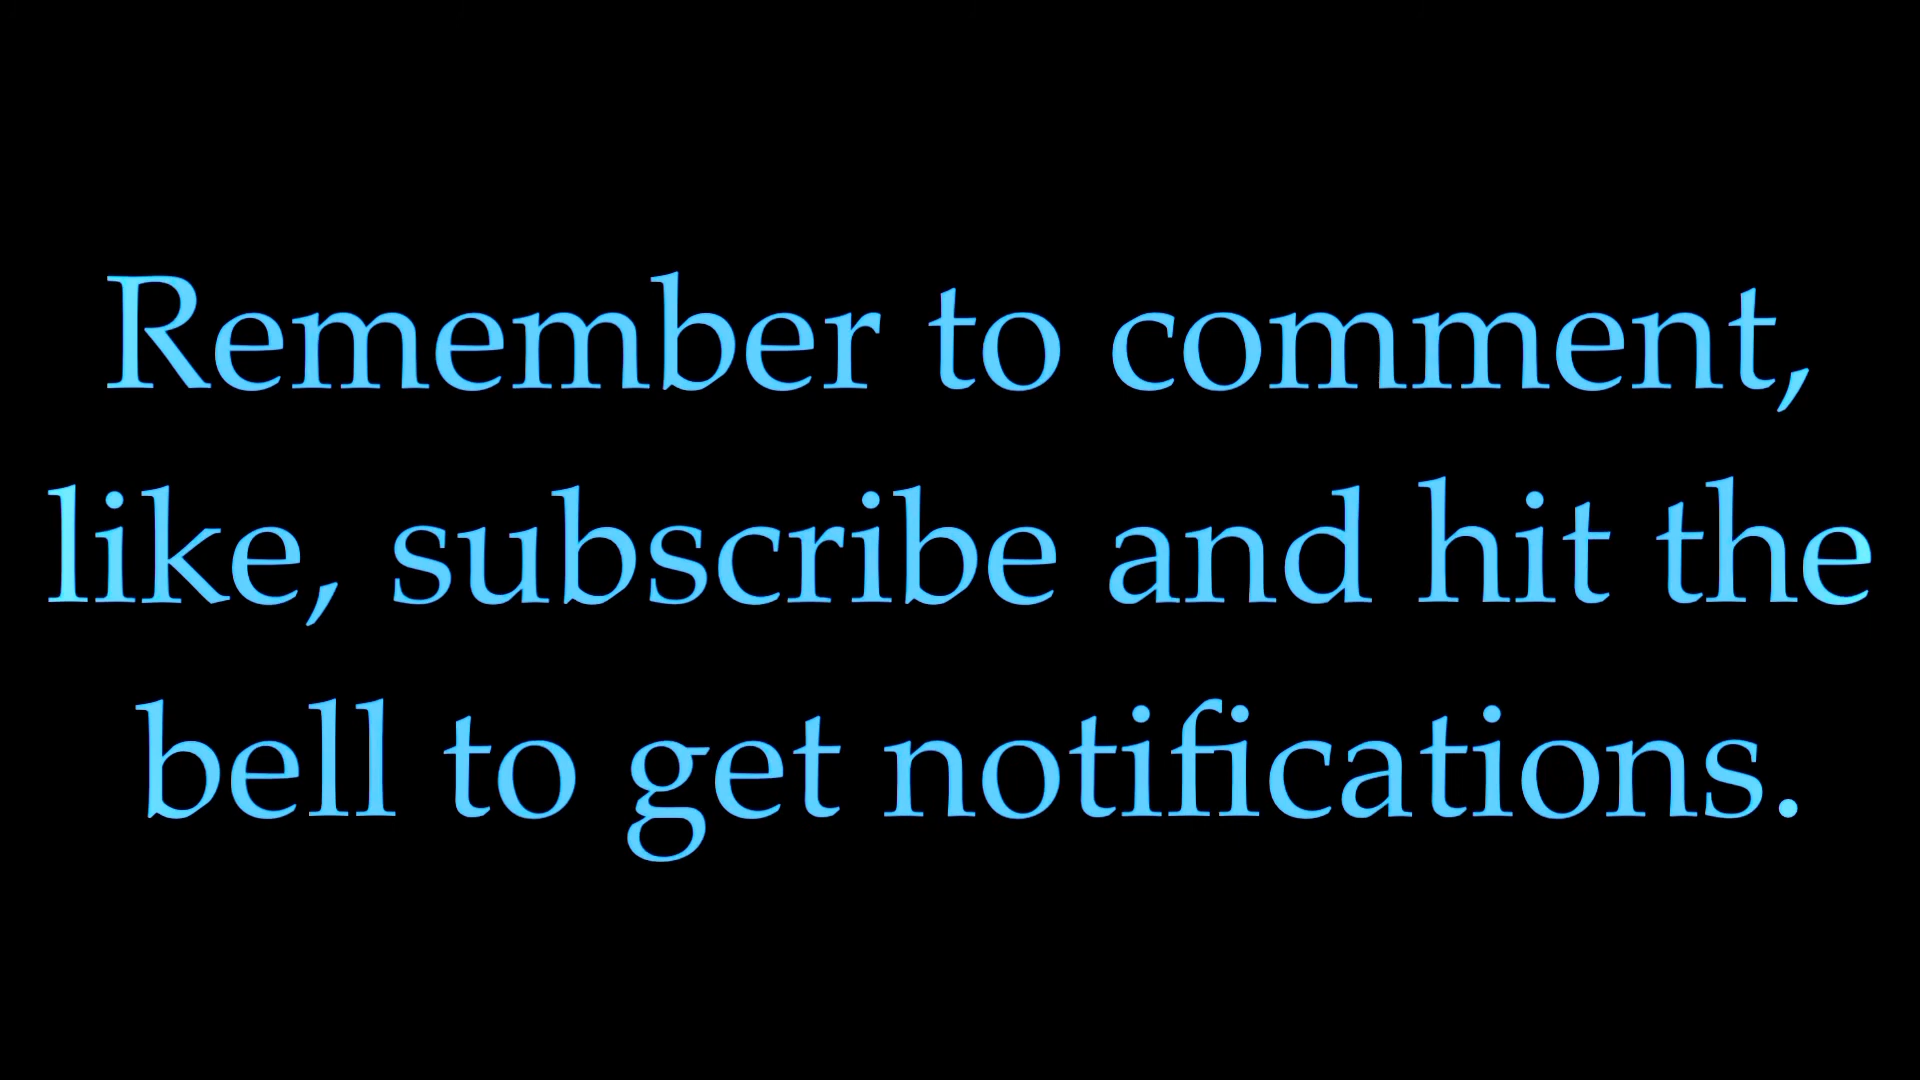 Remember to comment,
like, subscribe and hit the
bell to get notifications.